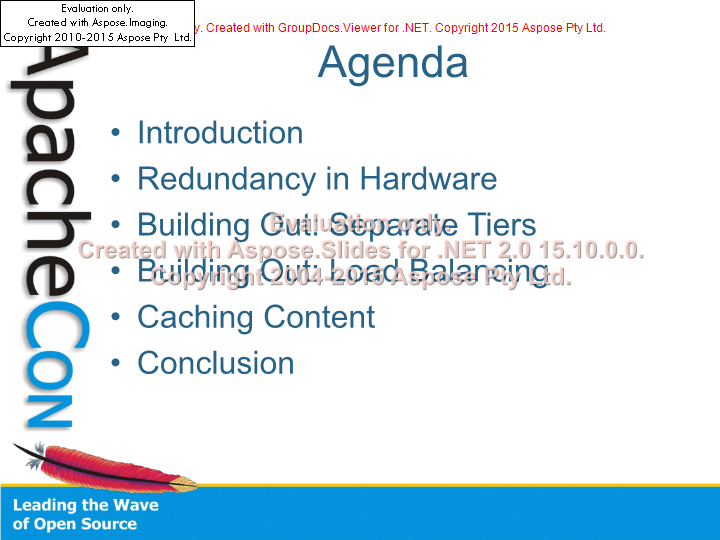 Evaluation only.
Created with Aspose.Imaging.
Copyright 2010-2015 Aspose Pty Ltd.
y. Created with GroupDocs.Viewer for .NET. Copyright 2015 Aspose Pty Ltd.
Agenda
• Introduction
• Redundancy in Hardware
• Building Out: Separate Tiers
Evaluation only.
Created with Aspose.Slides for .NET 2.0 15.10.0.0.
• Building Out: Load Balancing
Copyright 2004-2015 Aspose Pty Ltd.
• Caching Content
• Conclusion
ApacheCon
Leading the Wave
of Open Source